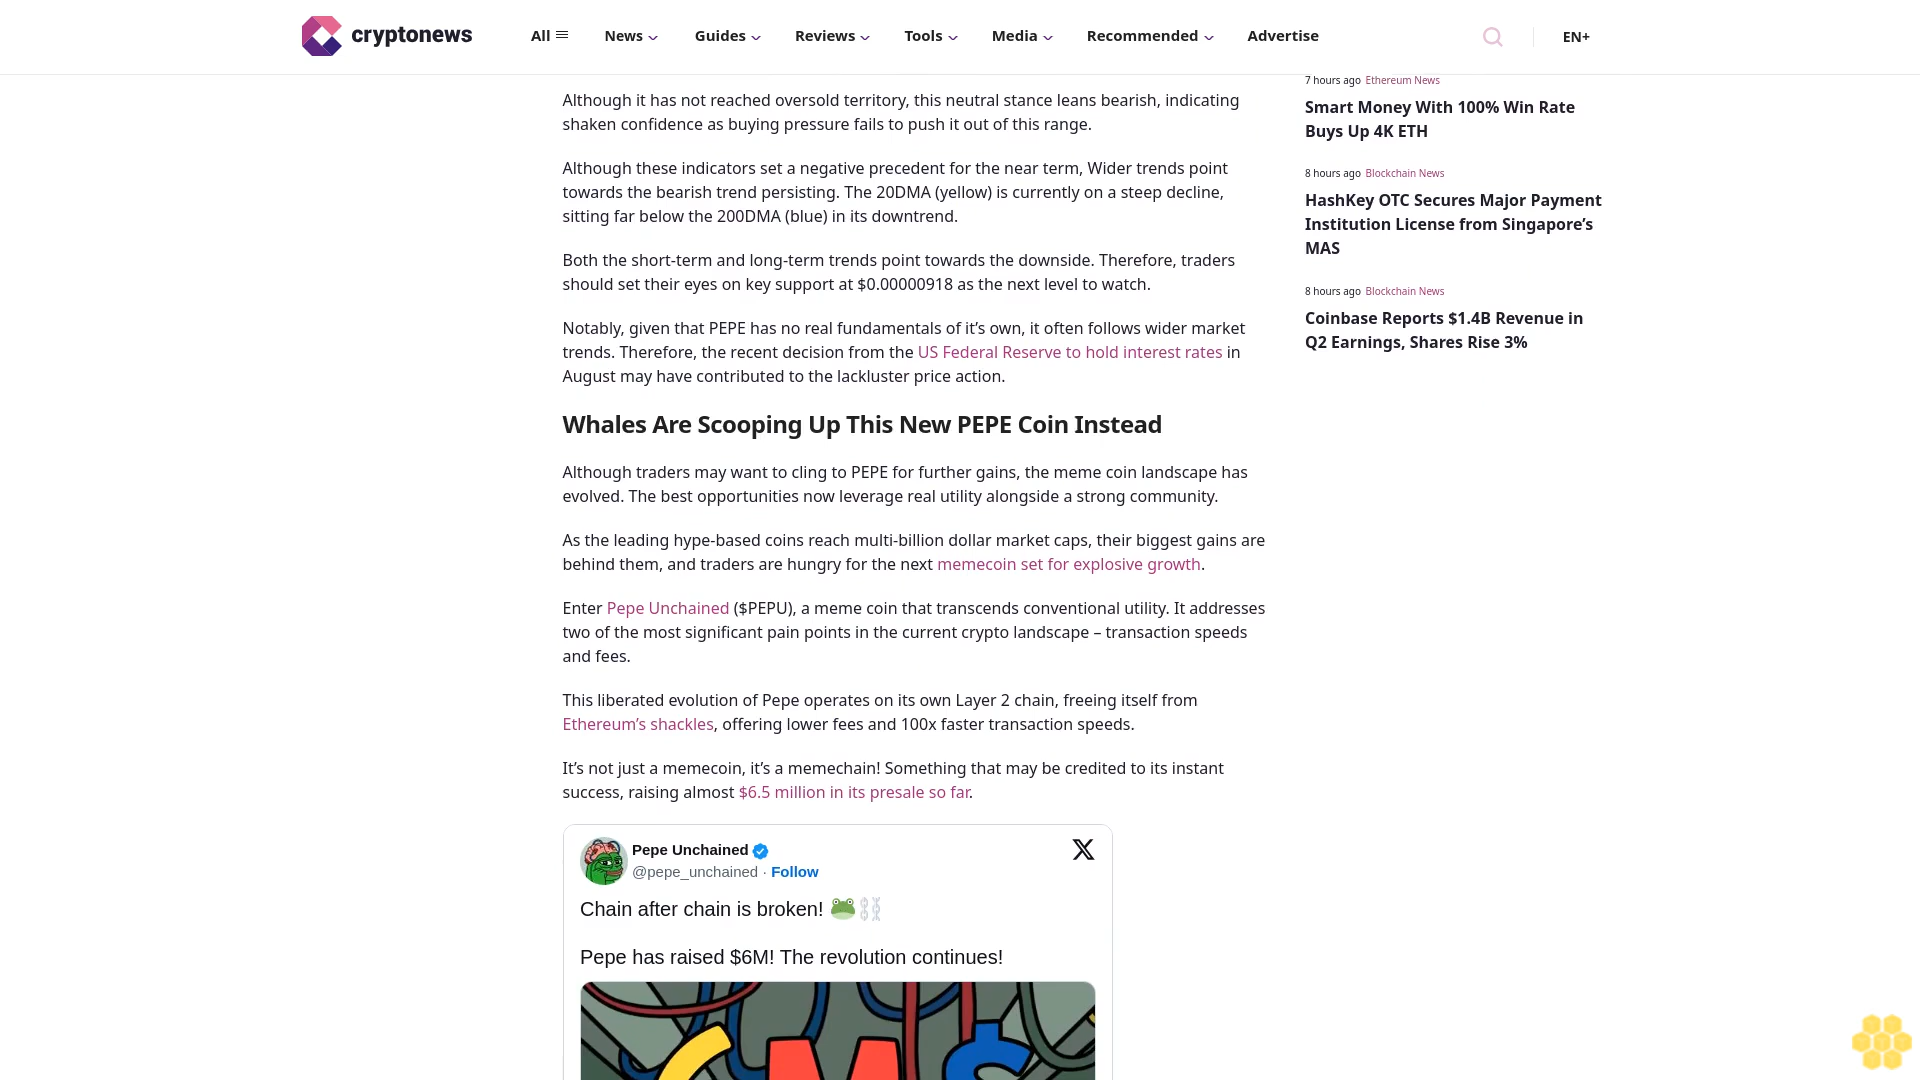 cryptonews
All
News
Guides
Reviews
Tools
Media
Recommended
Advertise
EN+
Although it has not reached oversold territory, this neutral stance leans bearish, indicating
shaken confidence as buying pressure fails to push it out of this range.
Although these indicators set a negative precedent for the near term, Wider trends point
towards the bearish trend persisting. The 20DMA (yellow) is currently on a steep decline,
sitting far below the 200DMA (blue) in its downtrend.
Both the short-term and long-term trends point towards the downside. Therefore, traders
should set their eyes on key support at $0.00000918 as the next level to watch.
Notably, given that PEPE has no real fundamentals of it’s own, it often follows wider market
trends. Therefore, the recent decision from the US Federal Reserve to hold interest rates in
August may have contributed to the lackluster price action.
Whales Are Scooping Up This New PEPE Coin Instead
Although traders may want to cling to PEPE for further gains, the meme coin landscape has
evolved. The best opportunities now leverage real utility alongside a strong community.
As the leading hype-based coins reach multi-billion dollar market caps, their biggest gains are
behind them, and traders are hungry for the next memecoin set for explosive growth.
Enter Pepe Unchained ($PEPU), a meme coin that transcends conventional utility. It addresses
two of the most significant pain points in the current crypto landscape – transaction speeds
and fees.
This liberated evolution of Pepe operates on its own Layer 2 chain, freeing itself from
Ethereum’s shackles, offering lower fees and 100x faster transaction speeds.
It’s not just a memecoin, it’s a memechain! Something that may be credited to its instant
success, raising almost $6.5 million in its presale so far.
Pepe Unchained
@pepe_unchained · Follow
Chain after chain is broken! 🐸⛓️
Pepe has raised $6M! The revolution continues!
7 hours ago Ethereum News
Smart Money With 100% Win Rate
Buys Up 4K ETH
8 hours ago Blockchain News
HashKey OTC Secures Major Payment
Institution License from Singapore’s
MAS
8 hours ago Blockchain News
Coinbase Reports $1.4B Revenue in
Q2 Earnings, Shares Rise 3%